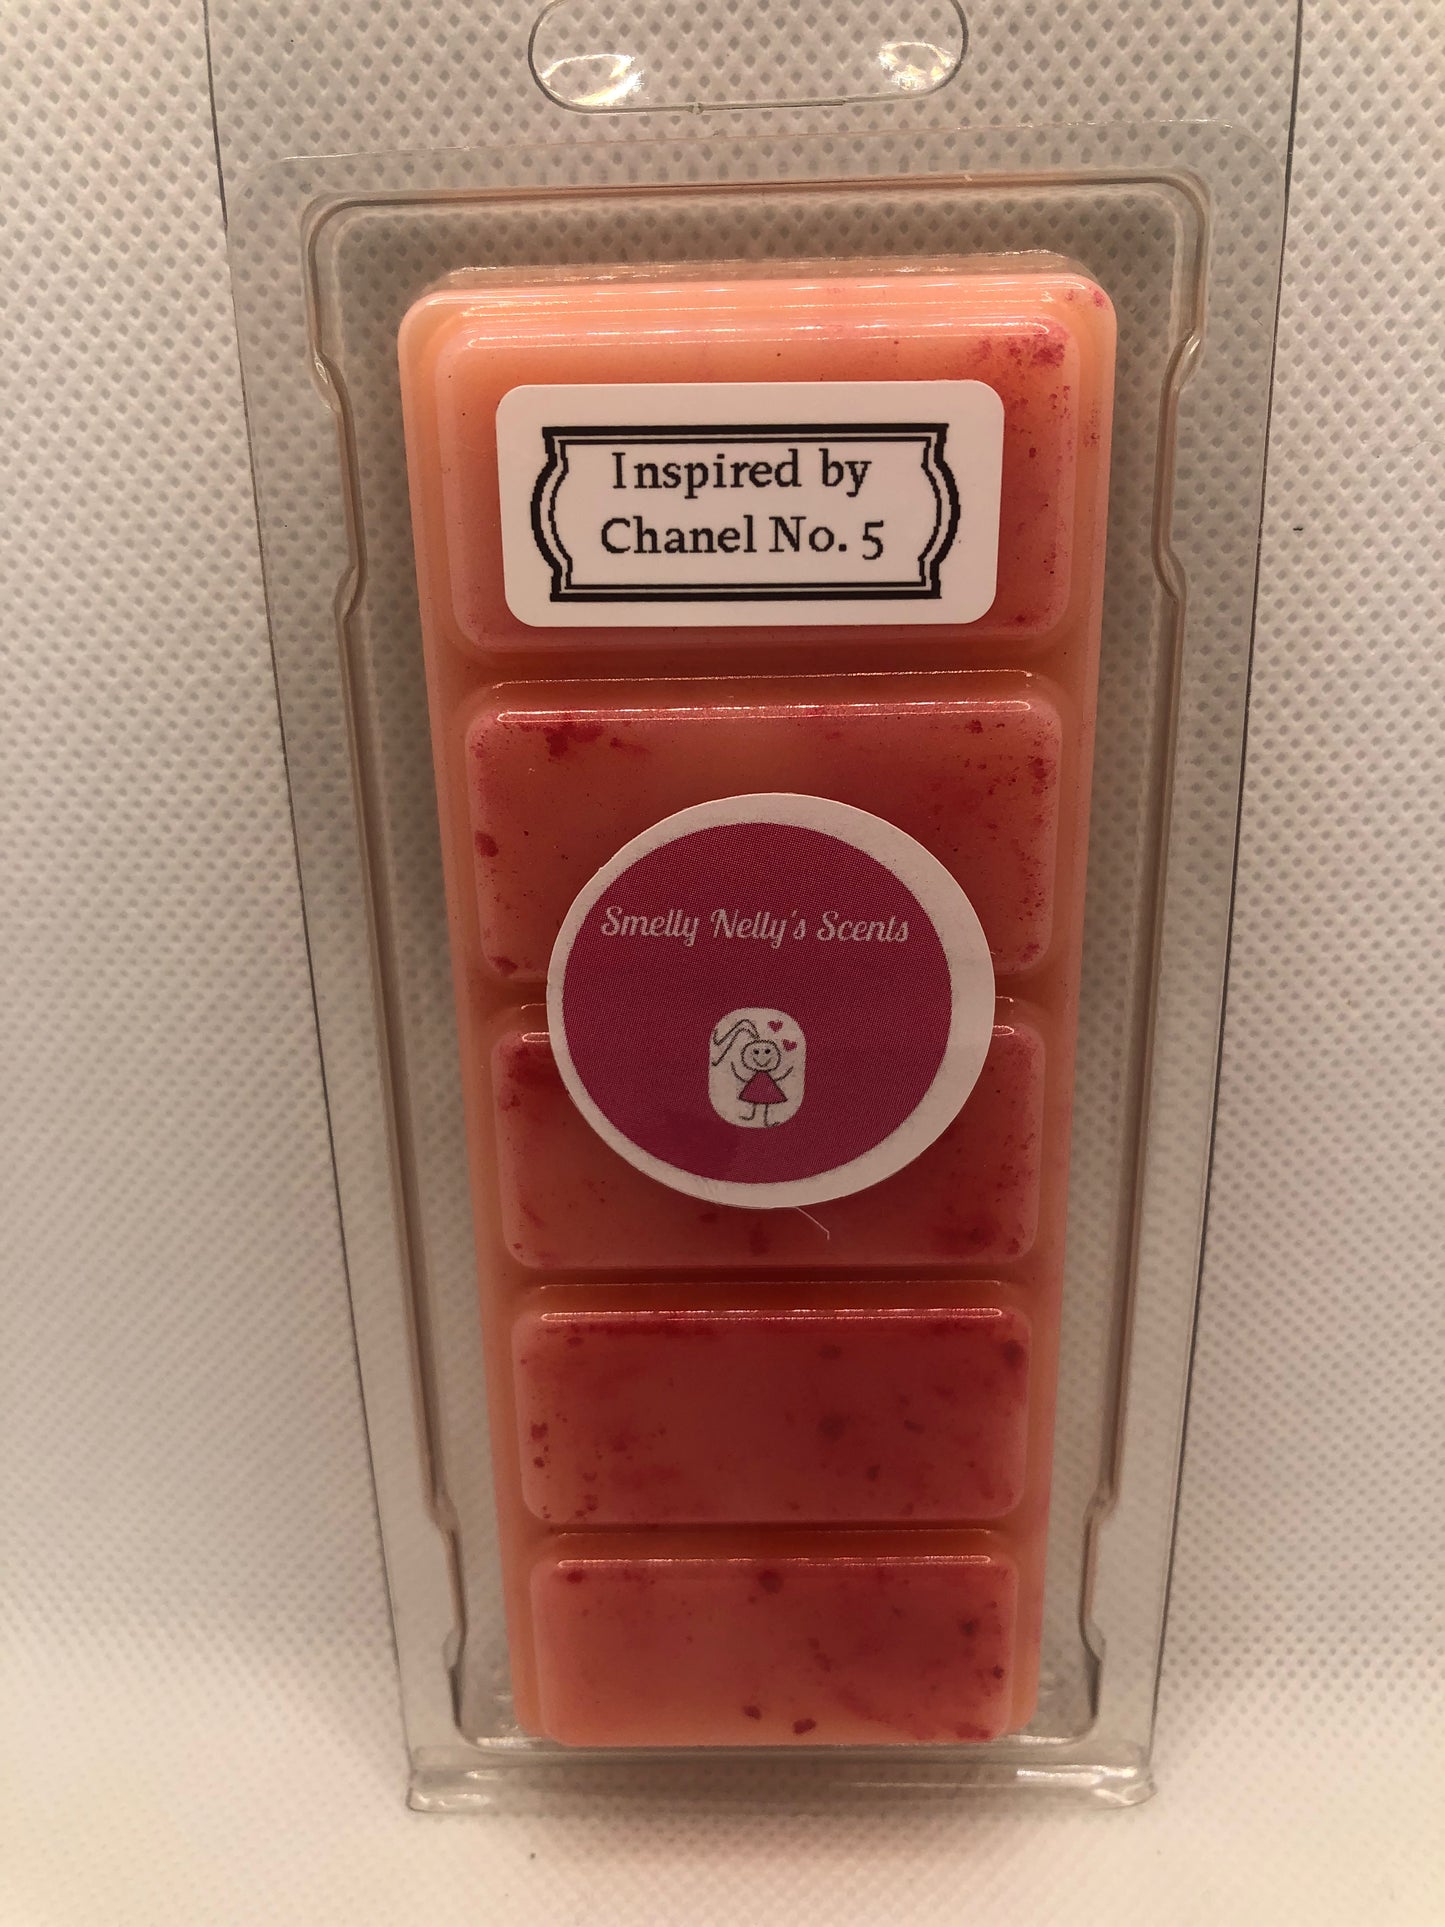 Inspired by
Chanel No. 5
Smelly Nelly's Scents